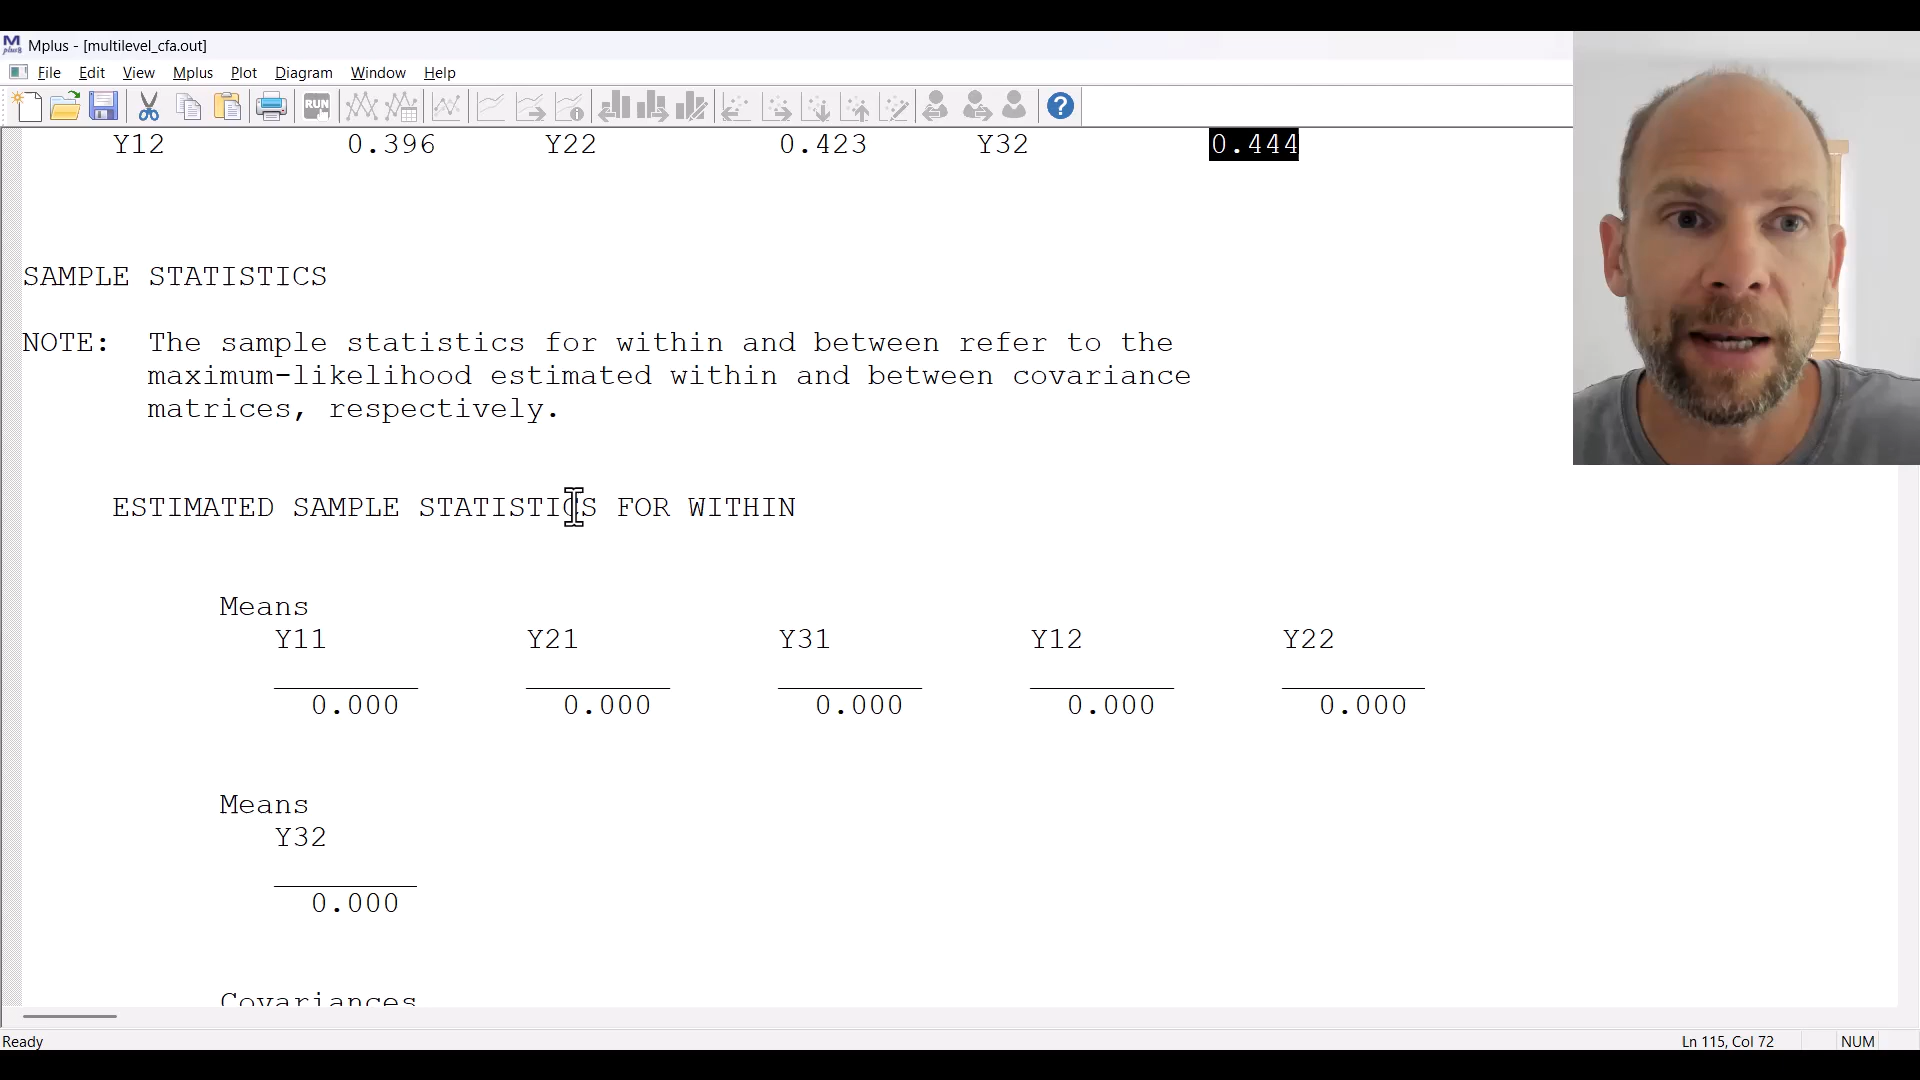 Mplus - [multilevel_cfa.out]
File Edit View Mplus Plot Diagram Window Help
RUN
Y12 0.396 Y22 0.423 Y32 0.444
SAMPLE STATISTICS
NOTE: The sample statistics for within and between refer to the
maximum-likelihood estimated within and between covariance
matrices, respectively.
ESTIMATED SAMPLE STATISTICS FOR WITHIN
Means
Y11 Y21 Y31 Y12 Y22
0.000 0.000 0.000 0.000 0.000
Means
Y32
0.000
Covariances
Ready Ln 115, Col 72 NUM